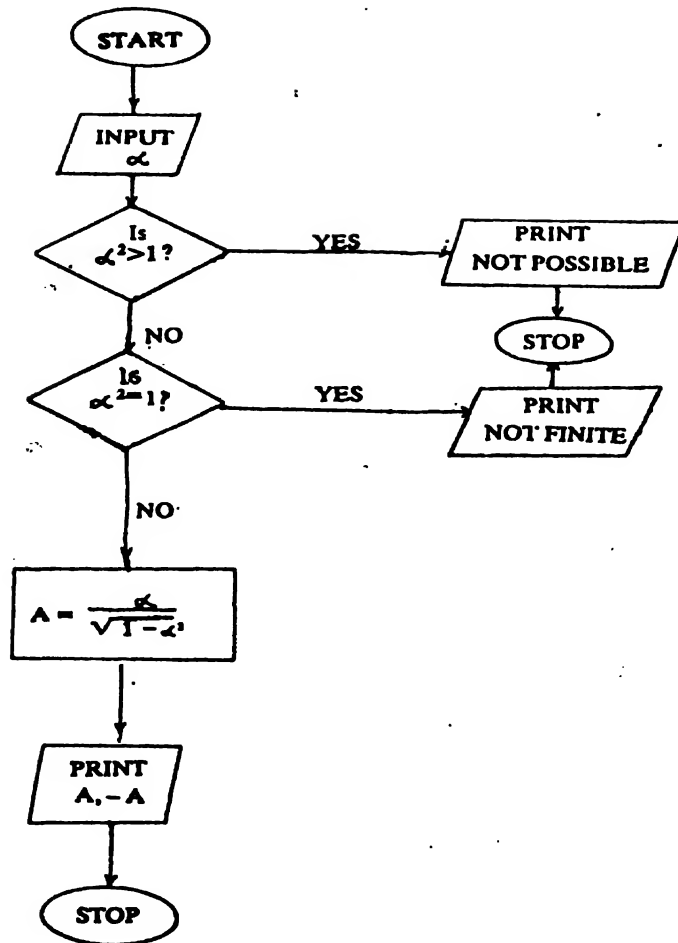 START
INPUT
α
Is
α²>1?
YES
PRINT
NOT POSSIBLE
NO
STOP
Is
α²=1?
YES
PRINT
NOT FINITE
NO
A = α / √1-α²
PRINT
A, – A
STOP